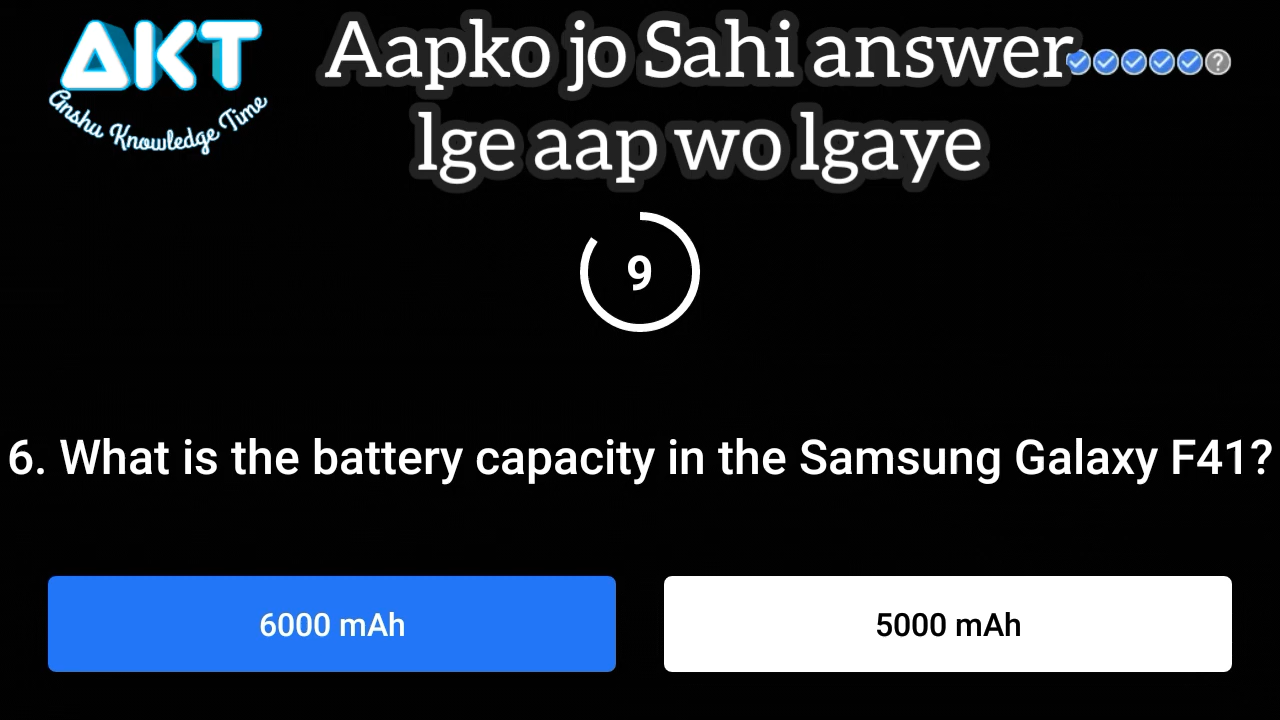 AKT
Anshu Knowledge Time
Aapko jo Sahi answer
lge aap wo lgaye
?
9
6. What is the battery capacity in the Samsung Galaxy F41?
6000 mAh
5000 mAh